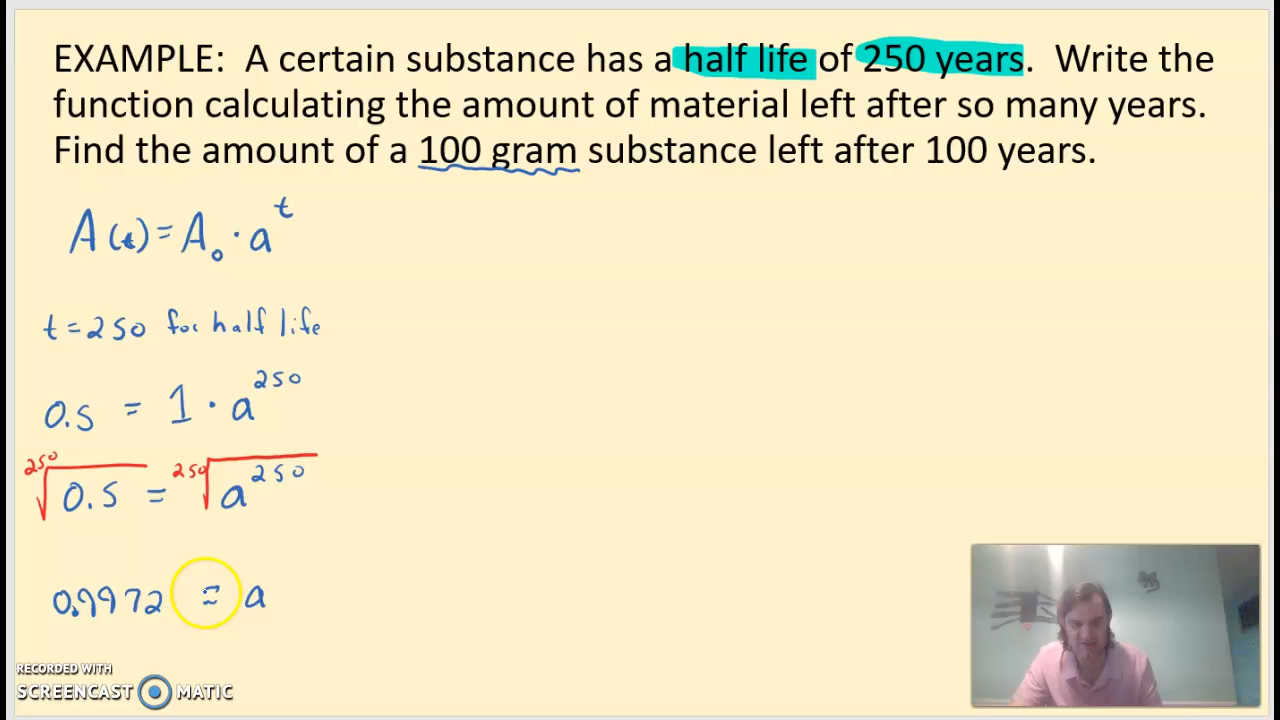 EXAMPLE: A certain substance has a half life of 250 years. Write the
function calculating the amount of material left after so many years.
Find the amount of a 100 gram substance left after 100 years.
A(t) = A₀ · a^t
t = 250 for half life
0.5 = 1 · a^250
²⁵⁰√0.5 = ²⁵⁰√a^250
0.9972 = a
RECORDED WITH
SCREENCAST MATIC